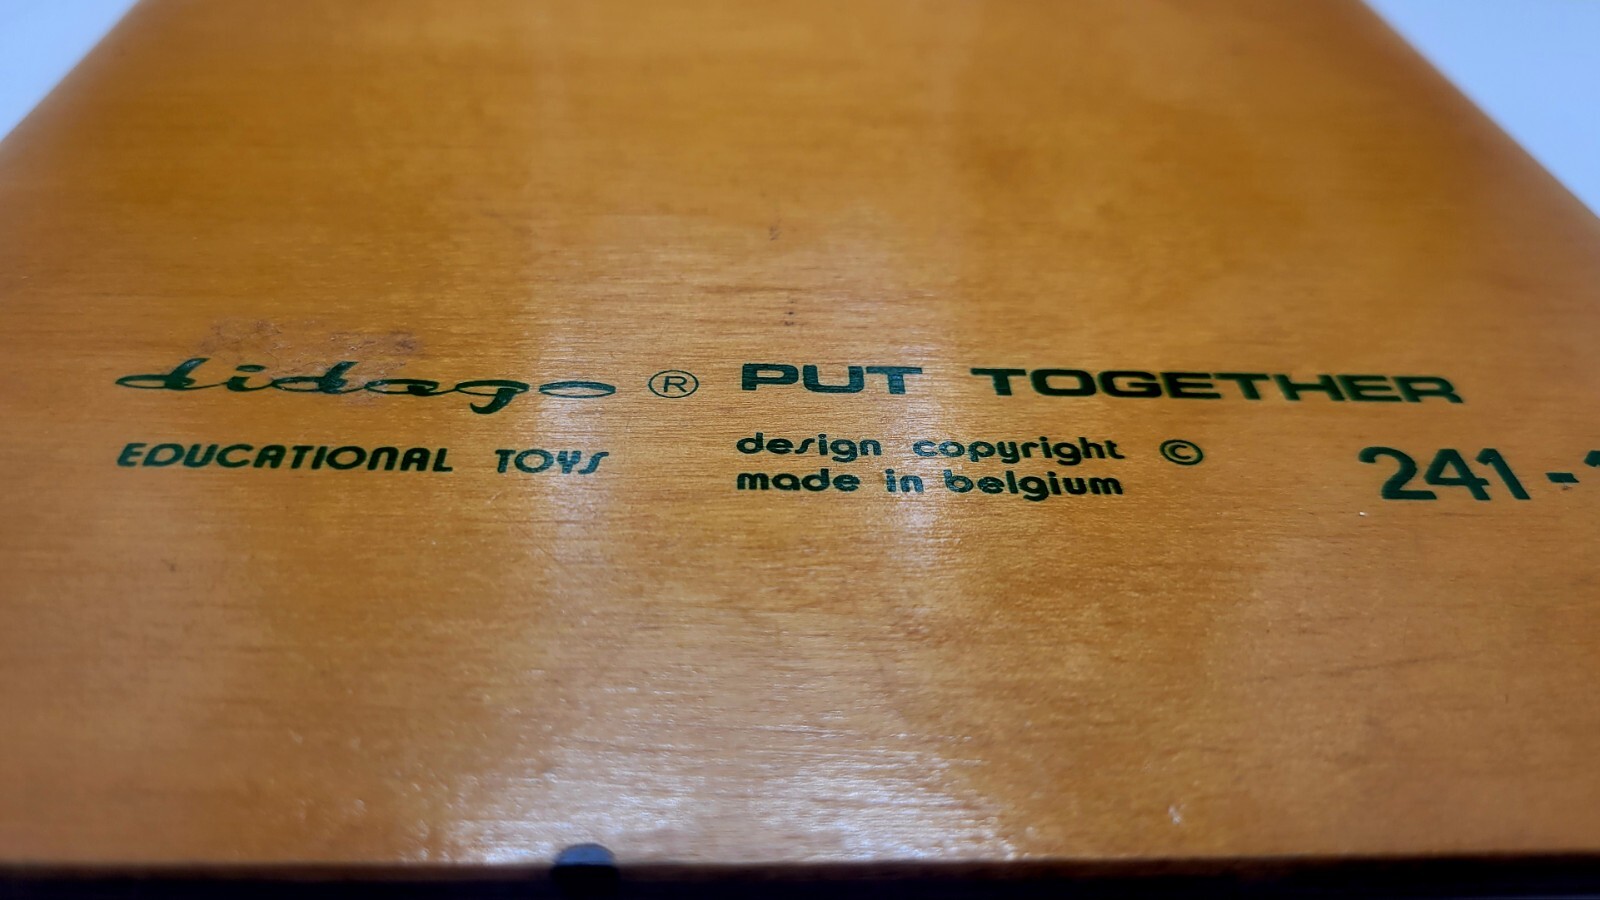 didago ® PUT TOGETHER
EDUCATIONAL TOYS
design copyright ©
made in belgium
241 -